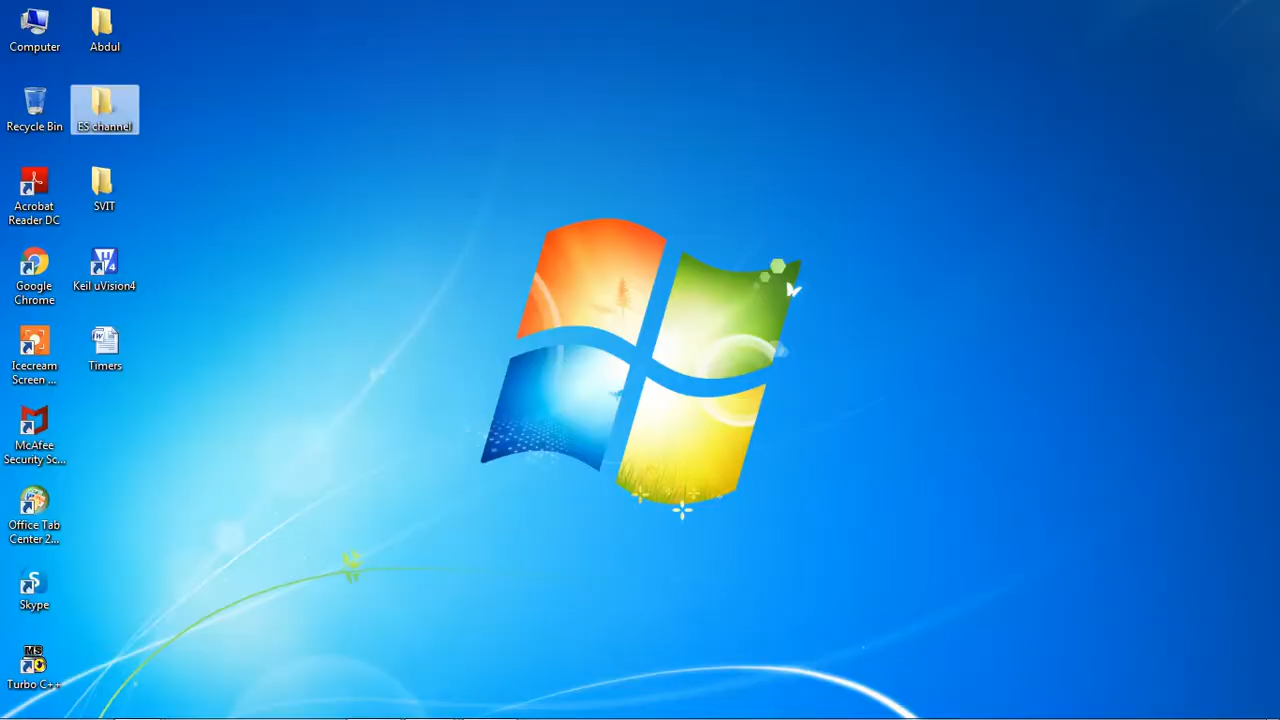 Computer
Abdul
Recycle Bin
ES channel
Acrobat
Reader DC
SVIT
Google
Chrome
Keil uVision4
Icecream
Screen ...
Timers
McAfee
Security Sc...
Office Tab
Center 2...
Skype
MS
Turbo C++